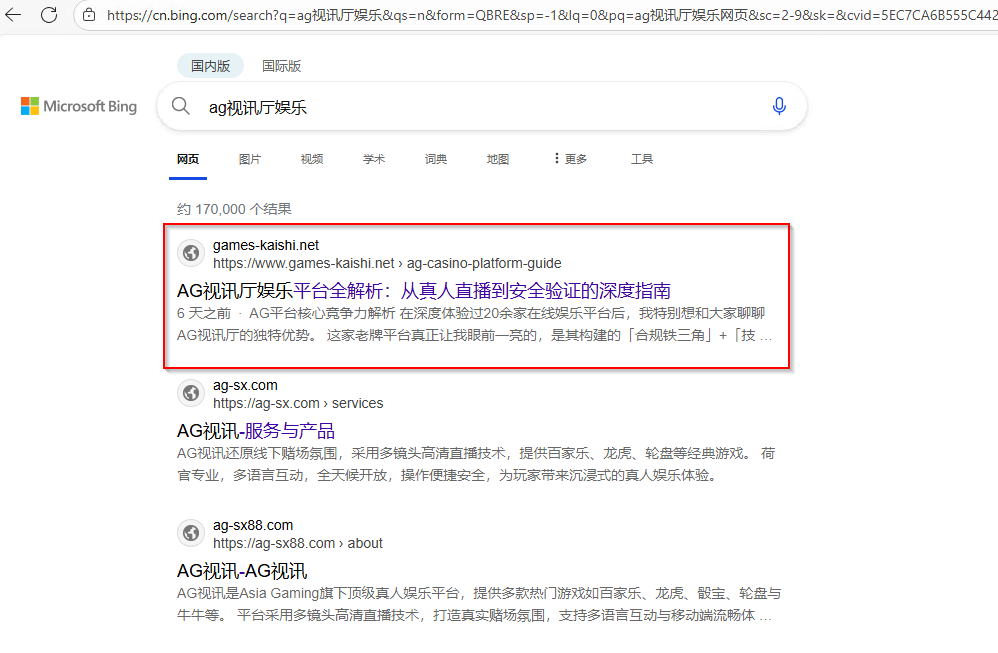 https://cn.bing.com/search?q=ag视讯厅娱乐&qs=n&form=QBRE&sp=-1&lq=0&pq=ag视讯厅娱乐网页&sc=2-9&sk=&cvid=5EC7CA6B555C442
国内版 国际版
Microsoft Bing
ag视讯厅娱乐
网页 图片 视频 学术 词典 地图 更多 工具
约 170,000 个结果
games-kaishi.net
https://www.games-kaishi.net › ag-casino-platform-guide
AG视讯厅娱乐平台全解析：从真人直播到安全验证的深度指南
6 天之前 · AG平台核心竞争力解析 在深度体验过20余家在线娱乐平台后，我特别想和大家聊聊
AG视讯厅的独特优势。 这家老牌平台真正让我眼前一亮的，是其构建的「合规铁三角」+「技 …
ag-sx.com
https://ag-sx.com › services
AG视讯-服务与产品
AG视讯还原线下赌场氛围，采用多镜头高清直播技术，提供百家乐、龙虎、轮盘等经典游戏。 荷
官专业，多语言互动，全天候开放，操作便捷安全，为玩家带来沉浸式的真人娱乐体验。
ag-sx88.com
https://ag-sx88.com › about
AG视讯-AG视讯
AG视讯是Asia Gaming旗下顶级真人娱乐平台，提供多款热门游戏如百家乐、龙虎、骰宝、轮盘与
牛牛等。 平台采用多镜头高清直播技术，打造真实赌场氛围，支持多语言互动与移动端流畅体 …